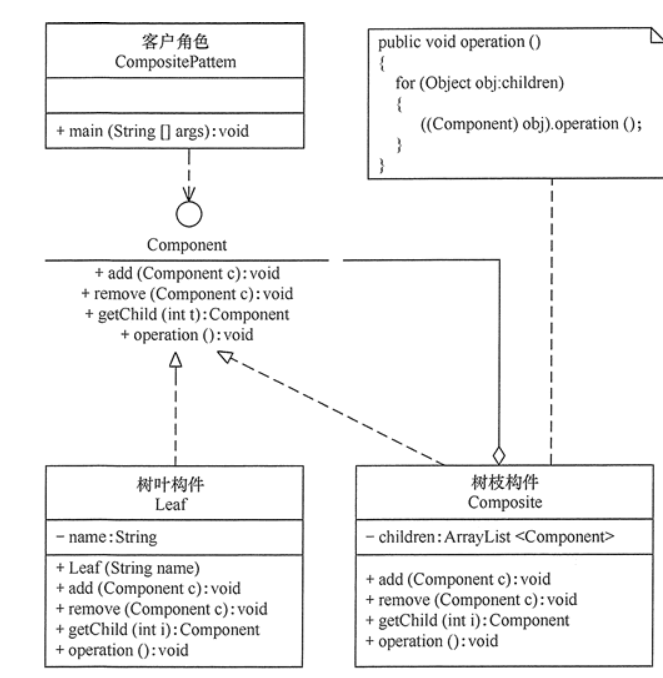 客户角色
CompositePattem
+ main (String [] args):void
public void operation ()
{
for (Object obj:children)
{
((Component) obj).operation ();
}
}
Component
+ add (Component c):void
+ remove (Component c):void
+ getChild (int t):Component
+ operation ():void
树叶构件
Leaf
− name:String
+ Leaf (String name)
+ add (Component c):void
+ remove (Component c):void
+ getChild (int i):Component
+ operation ():void
树枝构件
Composite
− children:ArrayList <Component>
+ add (Component c):void
+ remove (Component c):void
+ getChild (int i):Component
+ operation ():void